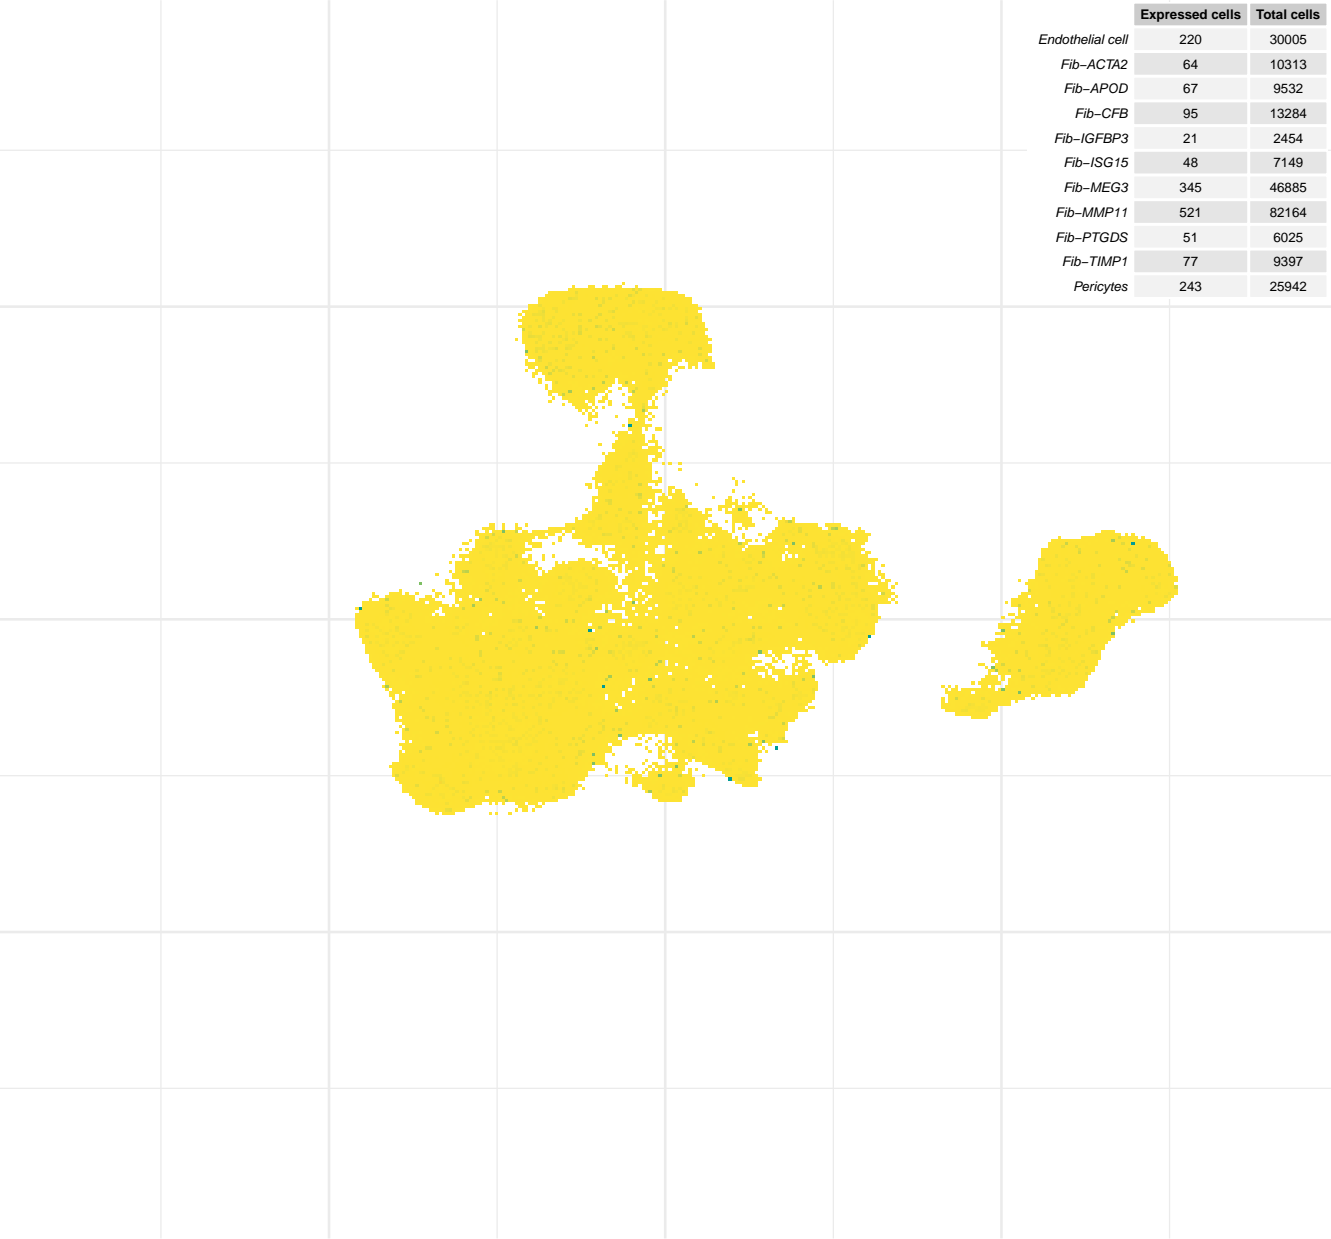 Expressed cells Total cells
Endothelial cell 220 30005
Fib−ACTA2 64 10313
Fib−APOD 67 9532
Fib−CFB 95 13284
Fib−IGFBP3 21 2454
Fib−ISG15 48 7149
Fib−MEG3 345 46885
Fib−MMP11 521 82164
Fib−PTGDS 51 6025
Fib−TIMP1 77 9397
Pericytes 243 25942